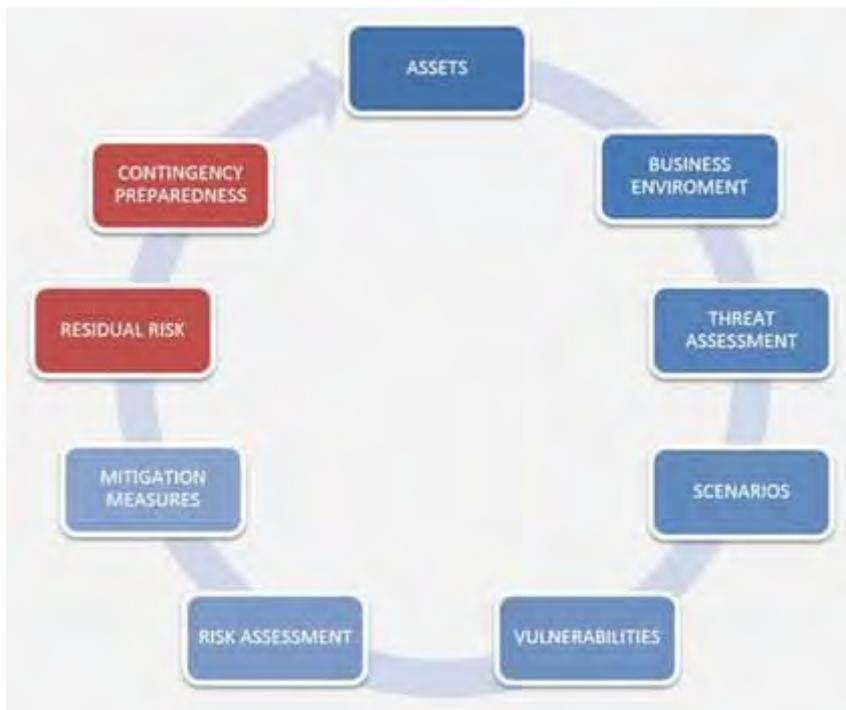 ASSETS
BUSINESS
ENVIROMENT
THREAT
ASSESSMENT
SCENARIOS
VULNERABILITIES
RISK ASSESSMENT
MITIGATION
MEASURES
RESIDUAL RISK
CONTINGENCY
PREPAREDNESS